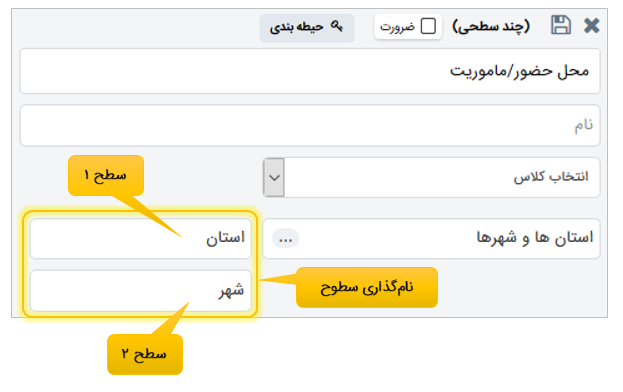 (چند سطحی) ضرورت حیطه بندی
محل حضور/ماموریت
نام
انتخاب کلاس
سطح ۱
استان ها و شهرها ... استان
نام‌گذاری سطوح
شهر
سطح ۲